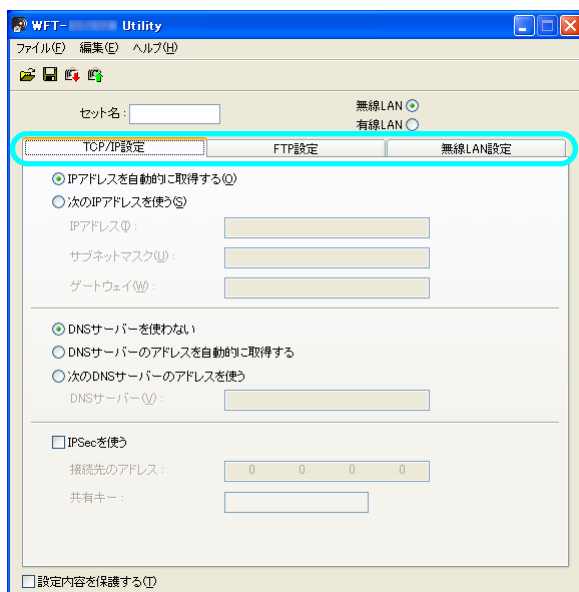 WFT- Utility
ファイル(F) 編集(E) ヘルプ(H)
セット名:
無線LAN
有線LAN
TCP/IP設定 FTP設定 無線LAN設定
IPアドレスを自動的に取得する(O)
次のIPアドレスを使う(S)
IPアドレス(I):
サブネットマスク(U):
ゲートウェイ(W):
DNSサーバーを使わない
DNSサーバーのアドレスを自動的に取得する
次のDNSサーバーのアドレスを使う
DNSサーバー(V):
IPSecを使う
接続先のアドレス: 0 0 0 0
共有キー:
設定内容を保護する(T)